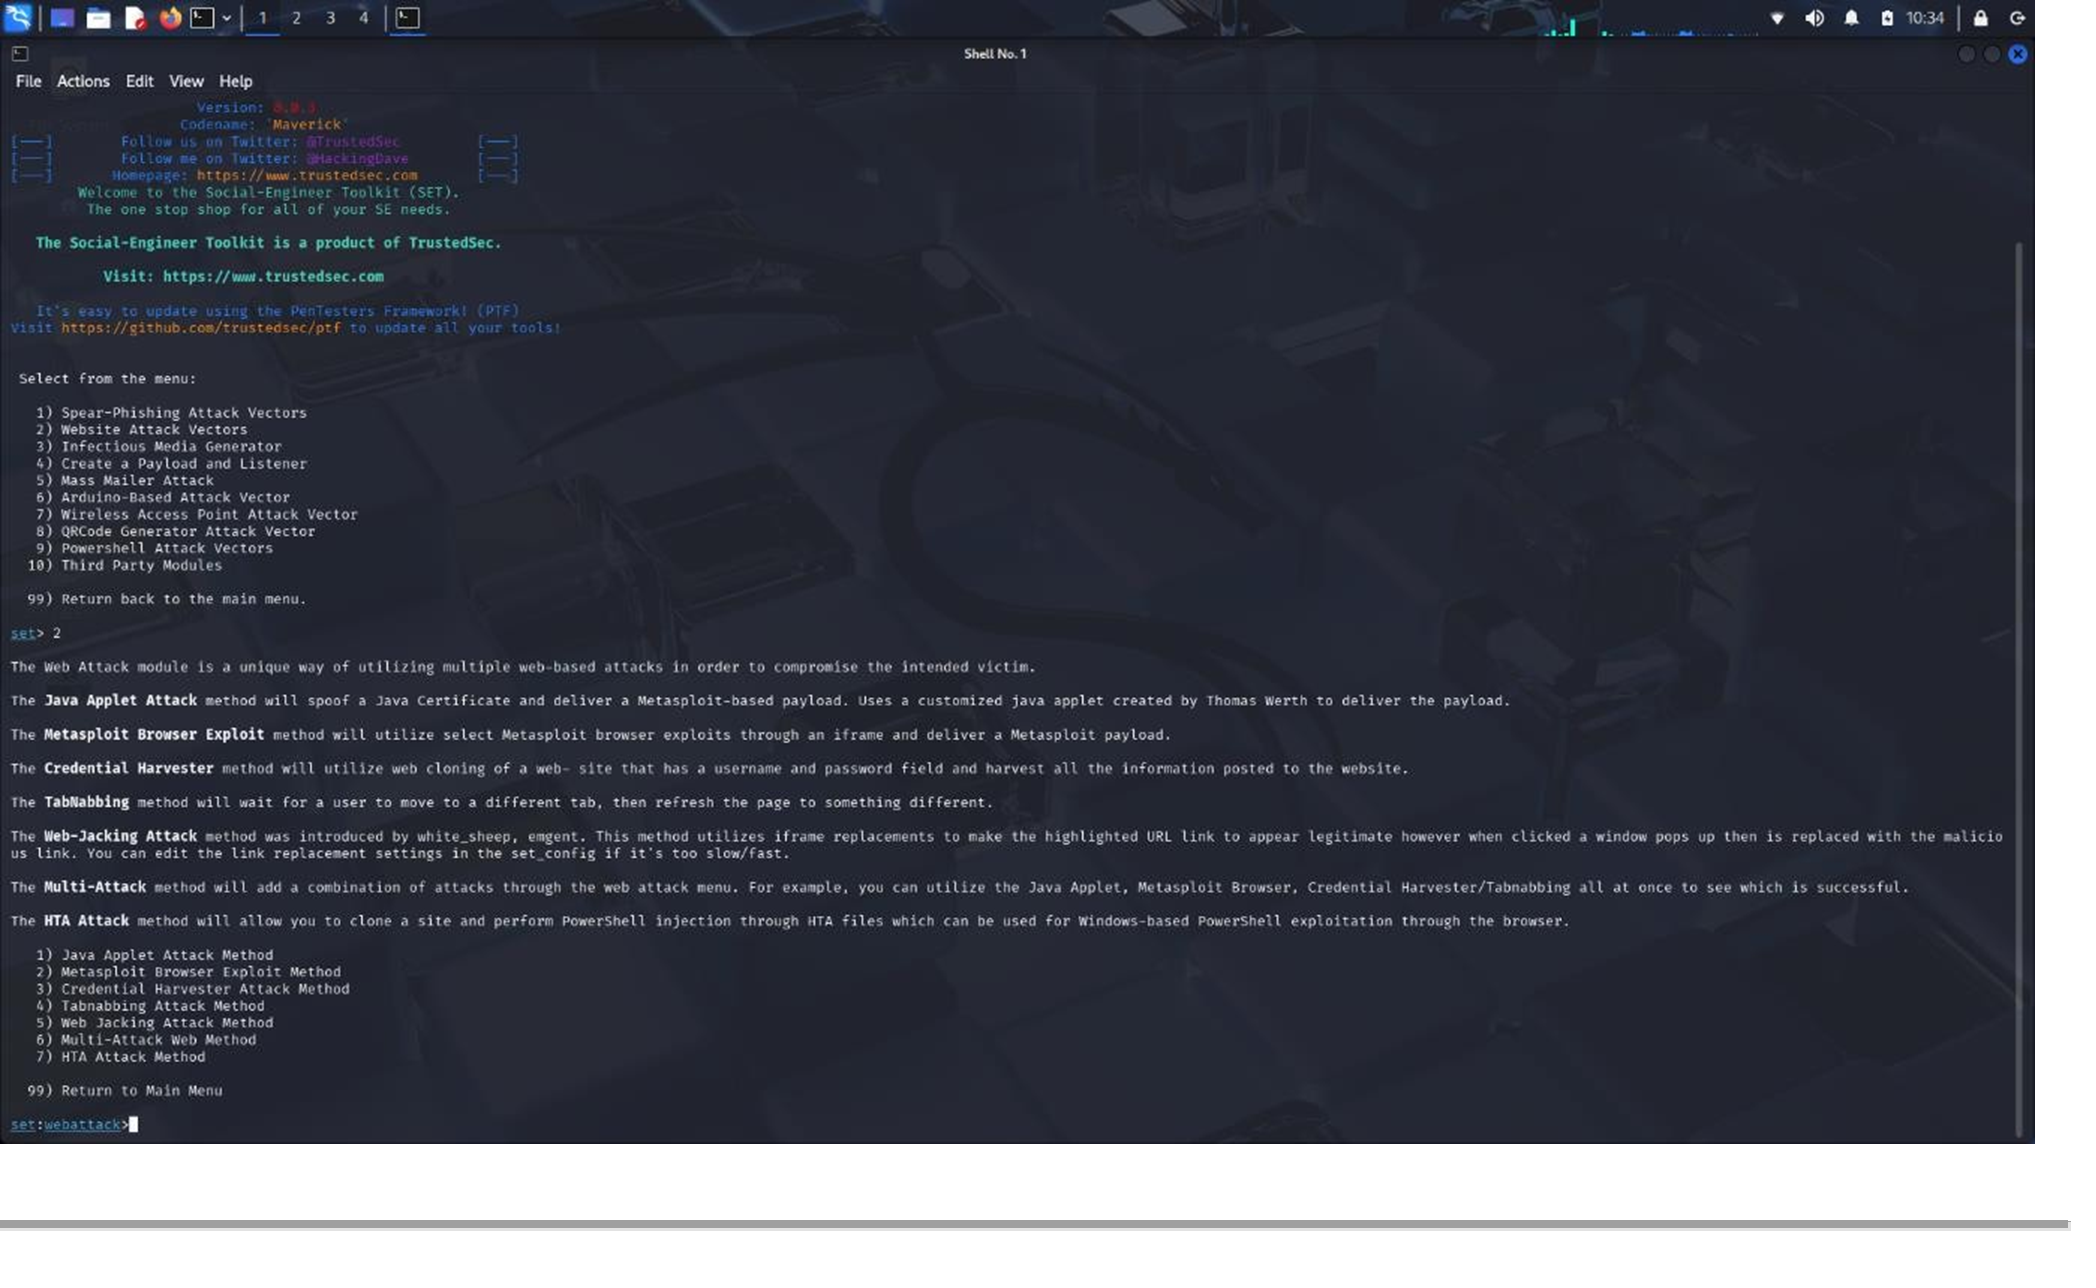 1 2 3 4 10:34
Shell No. 1
File Actions Edit View Help
Version: 8.0.3
Codename: 'Maverick'
[---] Follow us on Twitter: @TrustedSec [---]
[---] Follow me on Twitter: @HackingDave [---]
[---] Homepage: https://www.trustedsec.com [---]
Welcome to the Social-Engineer Toolkit (SET).
The one stop shop for all of your SE needs.
The Social-Engineer Toolkit is a product of TrustedSec.
Visit: https://www.trustedsec.com
It's easy to update using the PenTesters Framework! (PTF)
Visit https://github.com/trustedsec/ptf to update all your tools!
Select from the menu:
1) Spear-Phishing Attack Vectors
2) Website Attack Vectors
3) Infectious Media Generator
4) Create a Payload and Listener
5) Mass Mailer Attack
6) Arduino-Based Attack Vector
7) Wireless Access Point Attack Vector
8) QRCode Generator Attack Vector
9) Powershell Attack Vectors
10) Third Party Modules
99) Return back to the main menu.
set> 2
The Web Attack module is a unique way of utilizing multiple web-based attacks in order to compromise the intended victim.
The Java Applet Attack method will spoof a Java Certificate and deliver a Metasploit-based payload. Uses a customized java applet created by Thomas Werth to deliver the payload.
The Metasploit Browser Exploit method will utilize select Metasploit browser exploits through an iframe and deliver a Metasploit payload.
The Credential Harvester method will utilize web cloning of a web- site that has a username and password field and harvest all the information posted to the website.
The TabNabbing method will wait for a user to move to a different tab, then refresh the page to something different.
The Web-Jacking Attack method was introduced by white_sheep, emgent. This method utilizes iframe replacements to make the highlighted URL link to appear legitimate however when clicked a window pops up then is replaced with the malicio
us link. You can edit the link replacement settings in the set_config if it's too slow/fast.
The Multi-Attack method will add a combination of attacks through the web attack menu. For example, you can utilize the Java Applet, Metasploit Browser, Credential Harvester/Tabnabbing all at once to see which is successful.
The HTA Attack method will allow you to clone a site and perform PowerShell injection through HTA files which can be used for Windows-based PowerShell exploitation through the browser.
1) Java Applet Attack Method
2) Metasploit Browser Exploit Method
3) Credential Harvester Attack Method
4) Tabnabbing Attack Method
5) Web Jacking Attack Method
6) Multi-Attack Web Method
7) HTA Attack Method
99) Return to Main Menu
set:webattack>